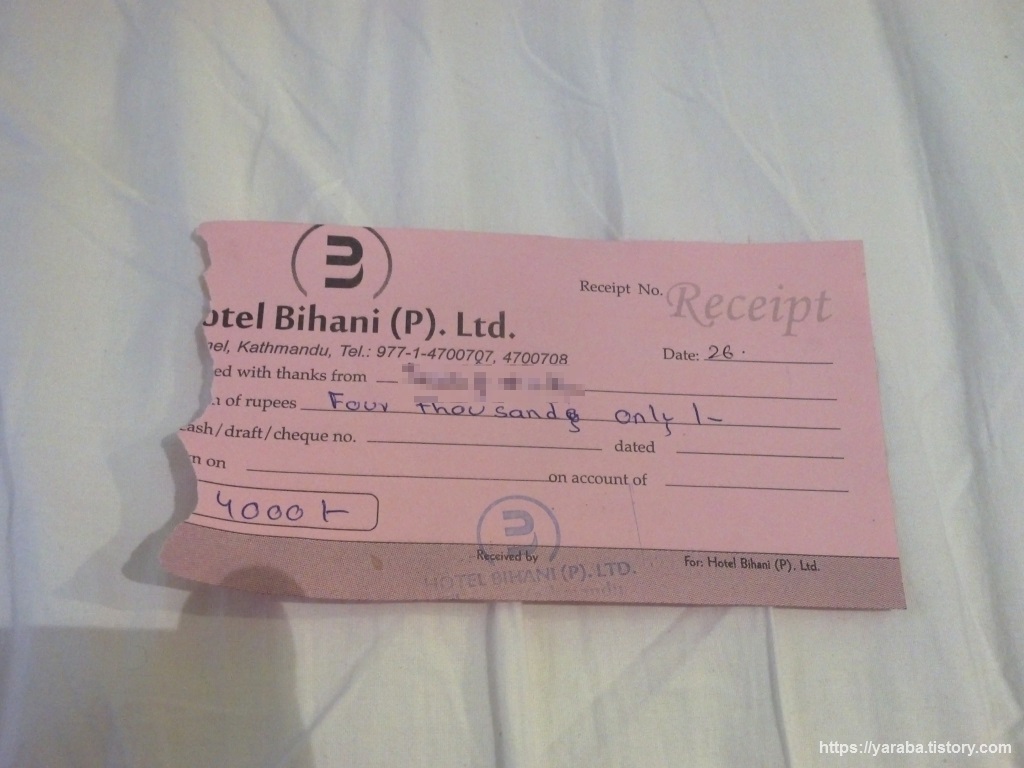 Receipt No. Receipt
otel Bihani (P). Ltd.
el, Kathmandu, Tel.: 977-1-4700707, 4700708
Date: 26.
ed with thanks from
of rupees Four thousands only /-
ash/draft/cheque no. dated
n on on account of
4000/-
Received by
For: Hotel Bihani (P). Ltd.
HOTEL BIHANI (P). LTD.
https://yaraba.tistory.com